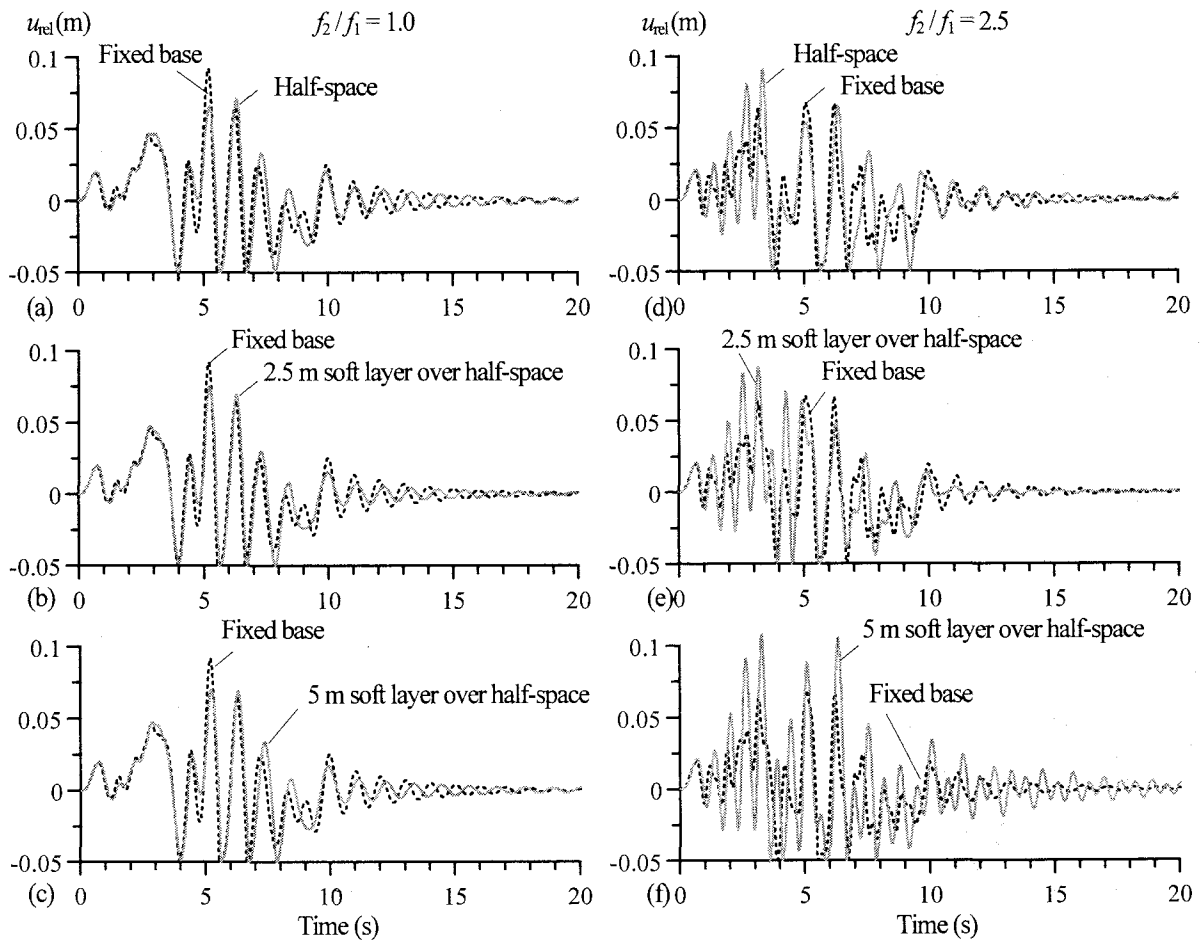 u_rel (m)
f_2 / f_1 = 1.0
0.1
0.05
0
-0.05
Fixed base
Half-space
(a)
0 5 10 15 20
u_rel (m)
f_2 / f_1 = 2.5
0.1
0.05
0
-0.05
Half-space
Fixed base
(d)
0 5 10 15 20
0.1
0.05
0
-0.05
Fixed base
2.5 m soft layer over half-space
(b)
0 5 10 15 20
0.1
0.05
0
-0.05
2.5 m soft layer over half-space
Fixed base
(e)
0 5 10 15 20
0.1
0.05
0
-0.05
Fixed base
5 m soft layer over half-space
(c)
0 5 10 15 20
Time (s)
0.1
0.05
0
-0.05
5 m soft layer over half-space
Fixed base
(f)
0 5 10 15 20
Time (s)